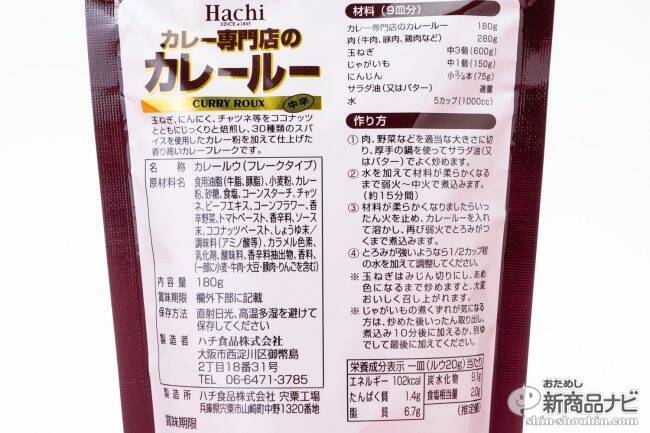 Hachi
SINCE 1845
カレー専門店の
カレールー
CURRY ROUX 中辛
玉ねぎ、にんにく、チャツネ等をココナッツ
とともにじっくりと焙煎し、30種類のスパ
イスを使用したカレー粉を加えて仕上げた
香り高いカレーフレークです。
名称 カレールウ(フレークタイプ)
原材料名 食用油脂(牛脂、豚脂)、小麦粉、カレー
粉、砂糖、食塩、コーンスターチ、チャツ
ネ、ビーフエキス、コーンフラワー、香
辛野菜、トマトペースト、香辛料、ソース
末、ココナッツペースト、しょうゆ末/
調味料(アミノ酸等)、カラメル色素、
乳化剤、酸味料、香辛料抽出物、香料、
(一部に小麦・牛肉・大豆・豚肉・りんごを含む)
内容量 180g
賞味期限 欄外下部に記載
保存方法 直射日光、高温多湿を避けて
保存してください
製造者 ハチ食品株式会社
大阪市西淀川区御幣島
2丁目18番31号
TEL 06-6471-3785
製造所 ハチ食品株式会社 宍粟工場
兵庫県宍粟市山崎町中野1320番地
賞味期限
材料(9皿分)
カレー専門店のカレールー 180g
肉(牛肉、豚肉、鶏肉など) 280g
玉ねぎ 中3個(600g)
じゃがいも 中1個(150g)
にんじん 小3/4本(75g)
サラダ油(又はバター) 適量
水 5カップ(1000cc)
作り方
① 肉、野菜などを適当な大きさに切
り、厚手の鍋を使ってサラダ油(又
はバター)でよく炒めます。
② 水を加えて材料が柔らかくなる
まで弱火〜中火で煮込みます。
(約15分間)
③ 材料が柔らかくなりましたらいっ
たん火を止め、カレールーを入れ
て溶かし、再び弱火でとろみがつ
くまで煮込みます。
④ とろみが強いようなら1/2カップ程
の水を加えて調整してください。
※玉ねぎはみじん切りにし、あめ
色になるまで炒めますと、大変
おいしく召し上がれます。
※じゃがいもの煮くずれが気になる
方は、炒めた後いったん取り出し、
煮込み10分後に加えるか、別ゆ
でして最後に加えてください。
栄養成分表示 一皿(ルウ20g)当たり
エネルギー 102kcal 炭水化物 9.1g
たんぱく質 1.4g 食塩相当量 2.0g
脂質 6.7g (推定値)
おためし
新商品ナビ
shin-shouhin.com